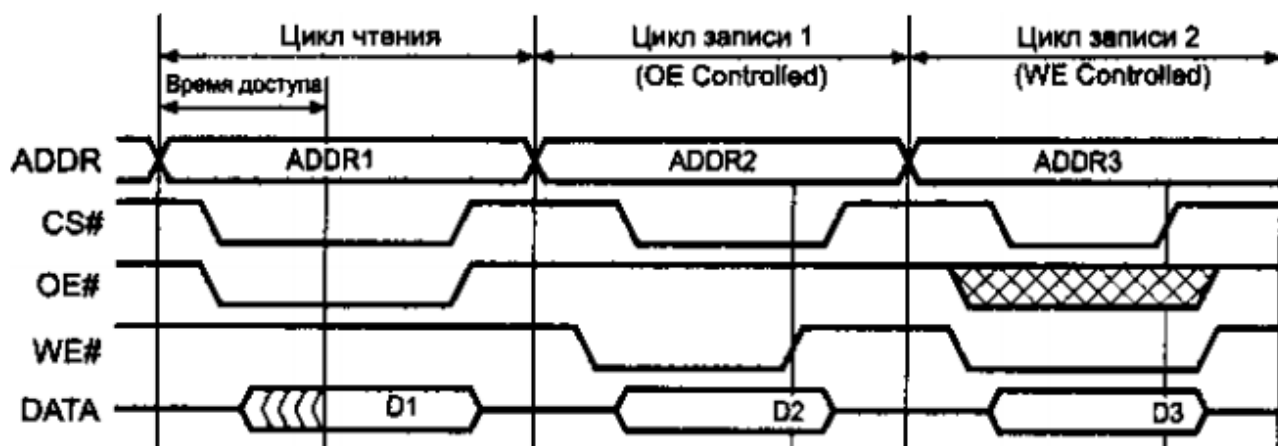 Цикл чтения
Цикл записи 1
(OE Controlled)
Цикл записи 2
(WE Controlled)
Время доступа
ADDR ADDR1 ADDR2 ADDR3
CS#
OE#
WE#
DATA D1 D2 D3